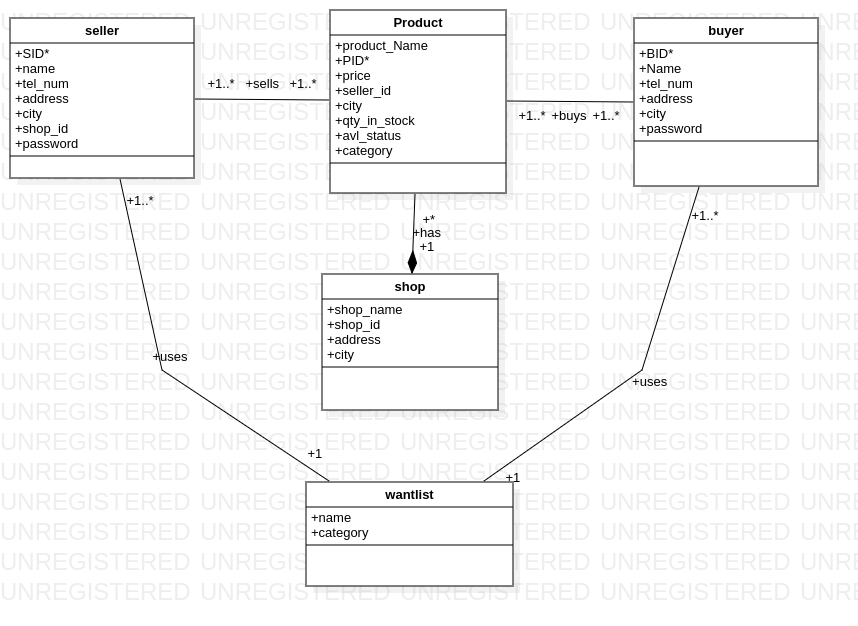 seller
+SID*
+name
+tel_num
+address
+city
+shop_id
+password
+1..* +sells +1..*
Product
+product_Name
+PID*
+price
+seller_id
+city
+qty_in_stock
+avl_status
+category
+1..* +buys +1..*
buyer
+BID*
+Name
+tel_num
+address
+city
+password
+1..*
+*
+has
+1
+1..*
shop
+shop_name
+shop_id
+address
+city
+uses
+uses
+1
+1
wantlist
+name
+category
UNREGISTERED